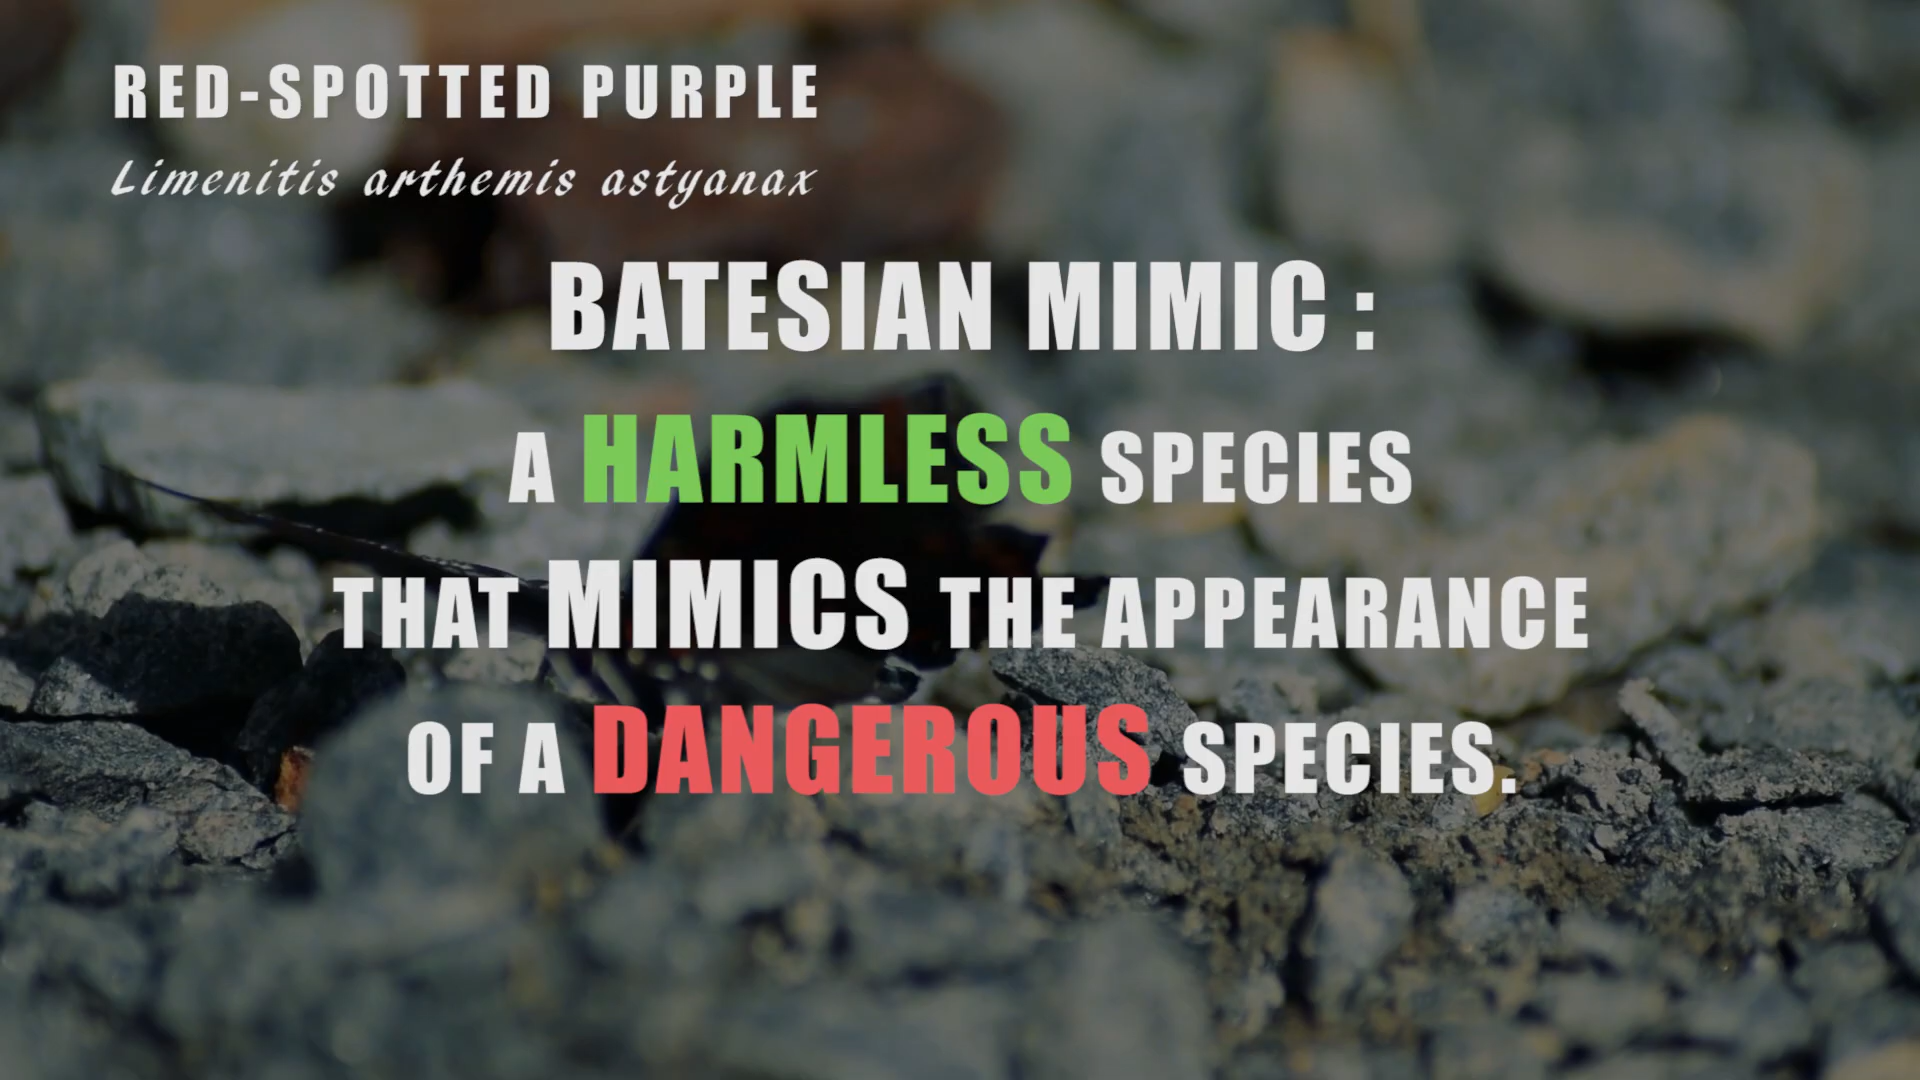 RED-SPOTTED PURPLE
Limenitis arthemis astyanax
BATESIAN MIMIC :
A HARMLESS SPECIES
THAT MIMICS THE APPEARANCE
OF A DANGEROUS SPECIES.